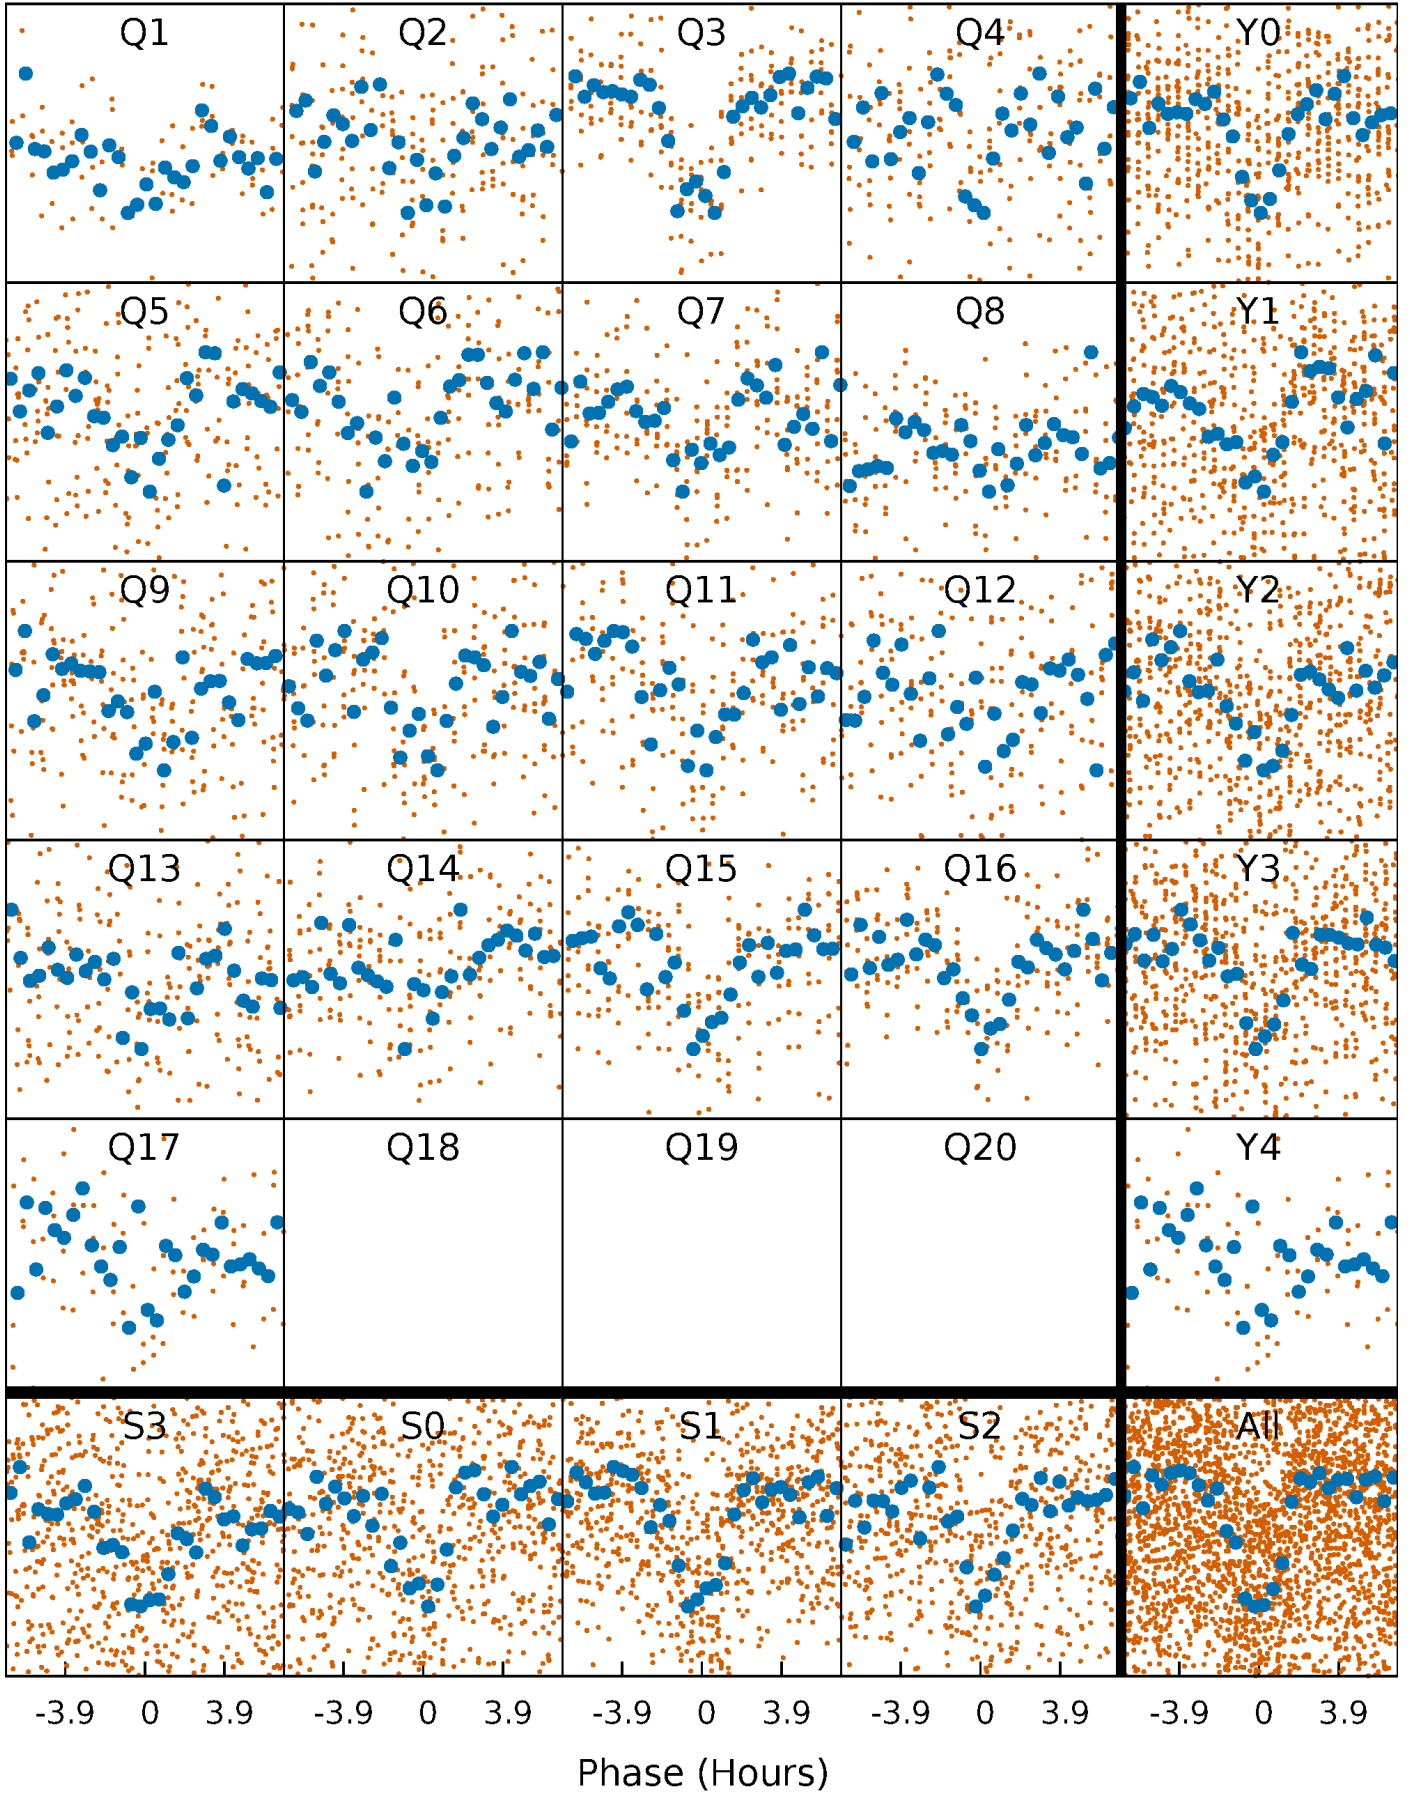 Q1 Q2 Q3 Q4 Y0
Q5 Q6 Q7 Q8 Y1
Q9 Q10 Q11 Q12 Y2
Q13 Q14 Q15 Q16 Y3
Q17 Q18 Q19 Q20 Y4
S3 S0 S1 S2 All
-3.9 0 3.9 -3.9 0 3.9 -3.9 0 3.9 -3.9 0 3.9 -3.9 0 3.9
Phase (Hours)